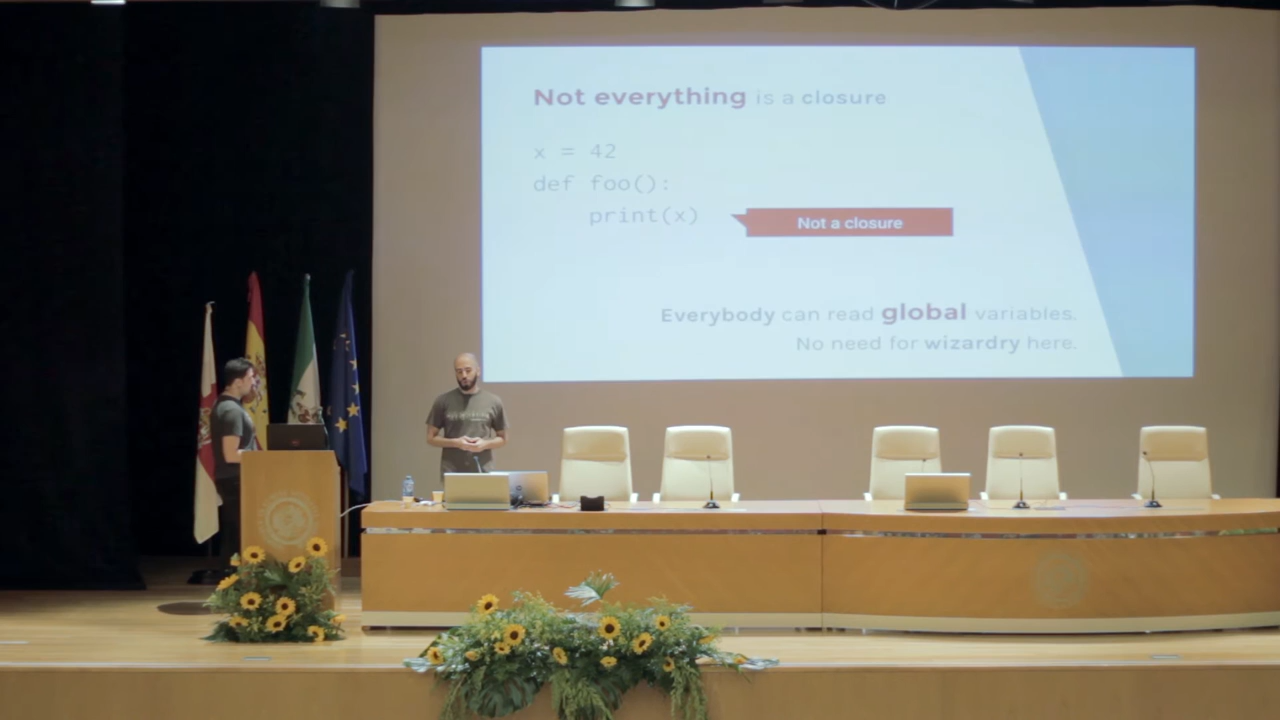 Not everything is a closure
x = 42
def foo():
    print(x)
Not a closure
Everybody can read global variables.
No need for wizardry here.